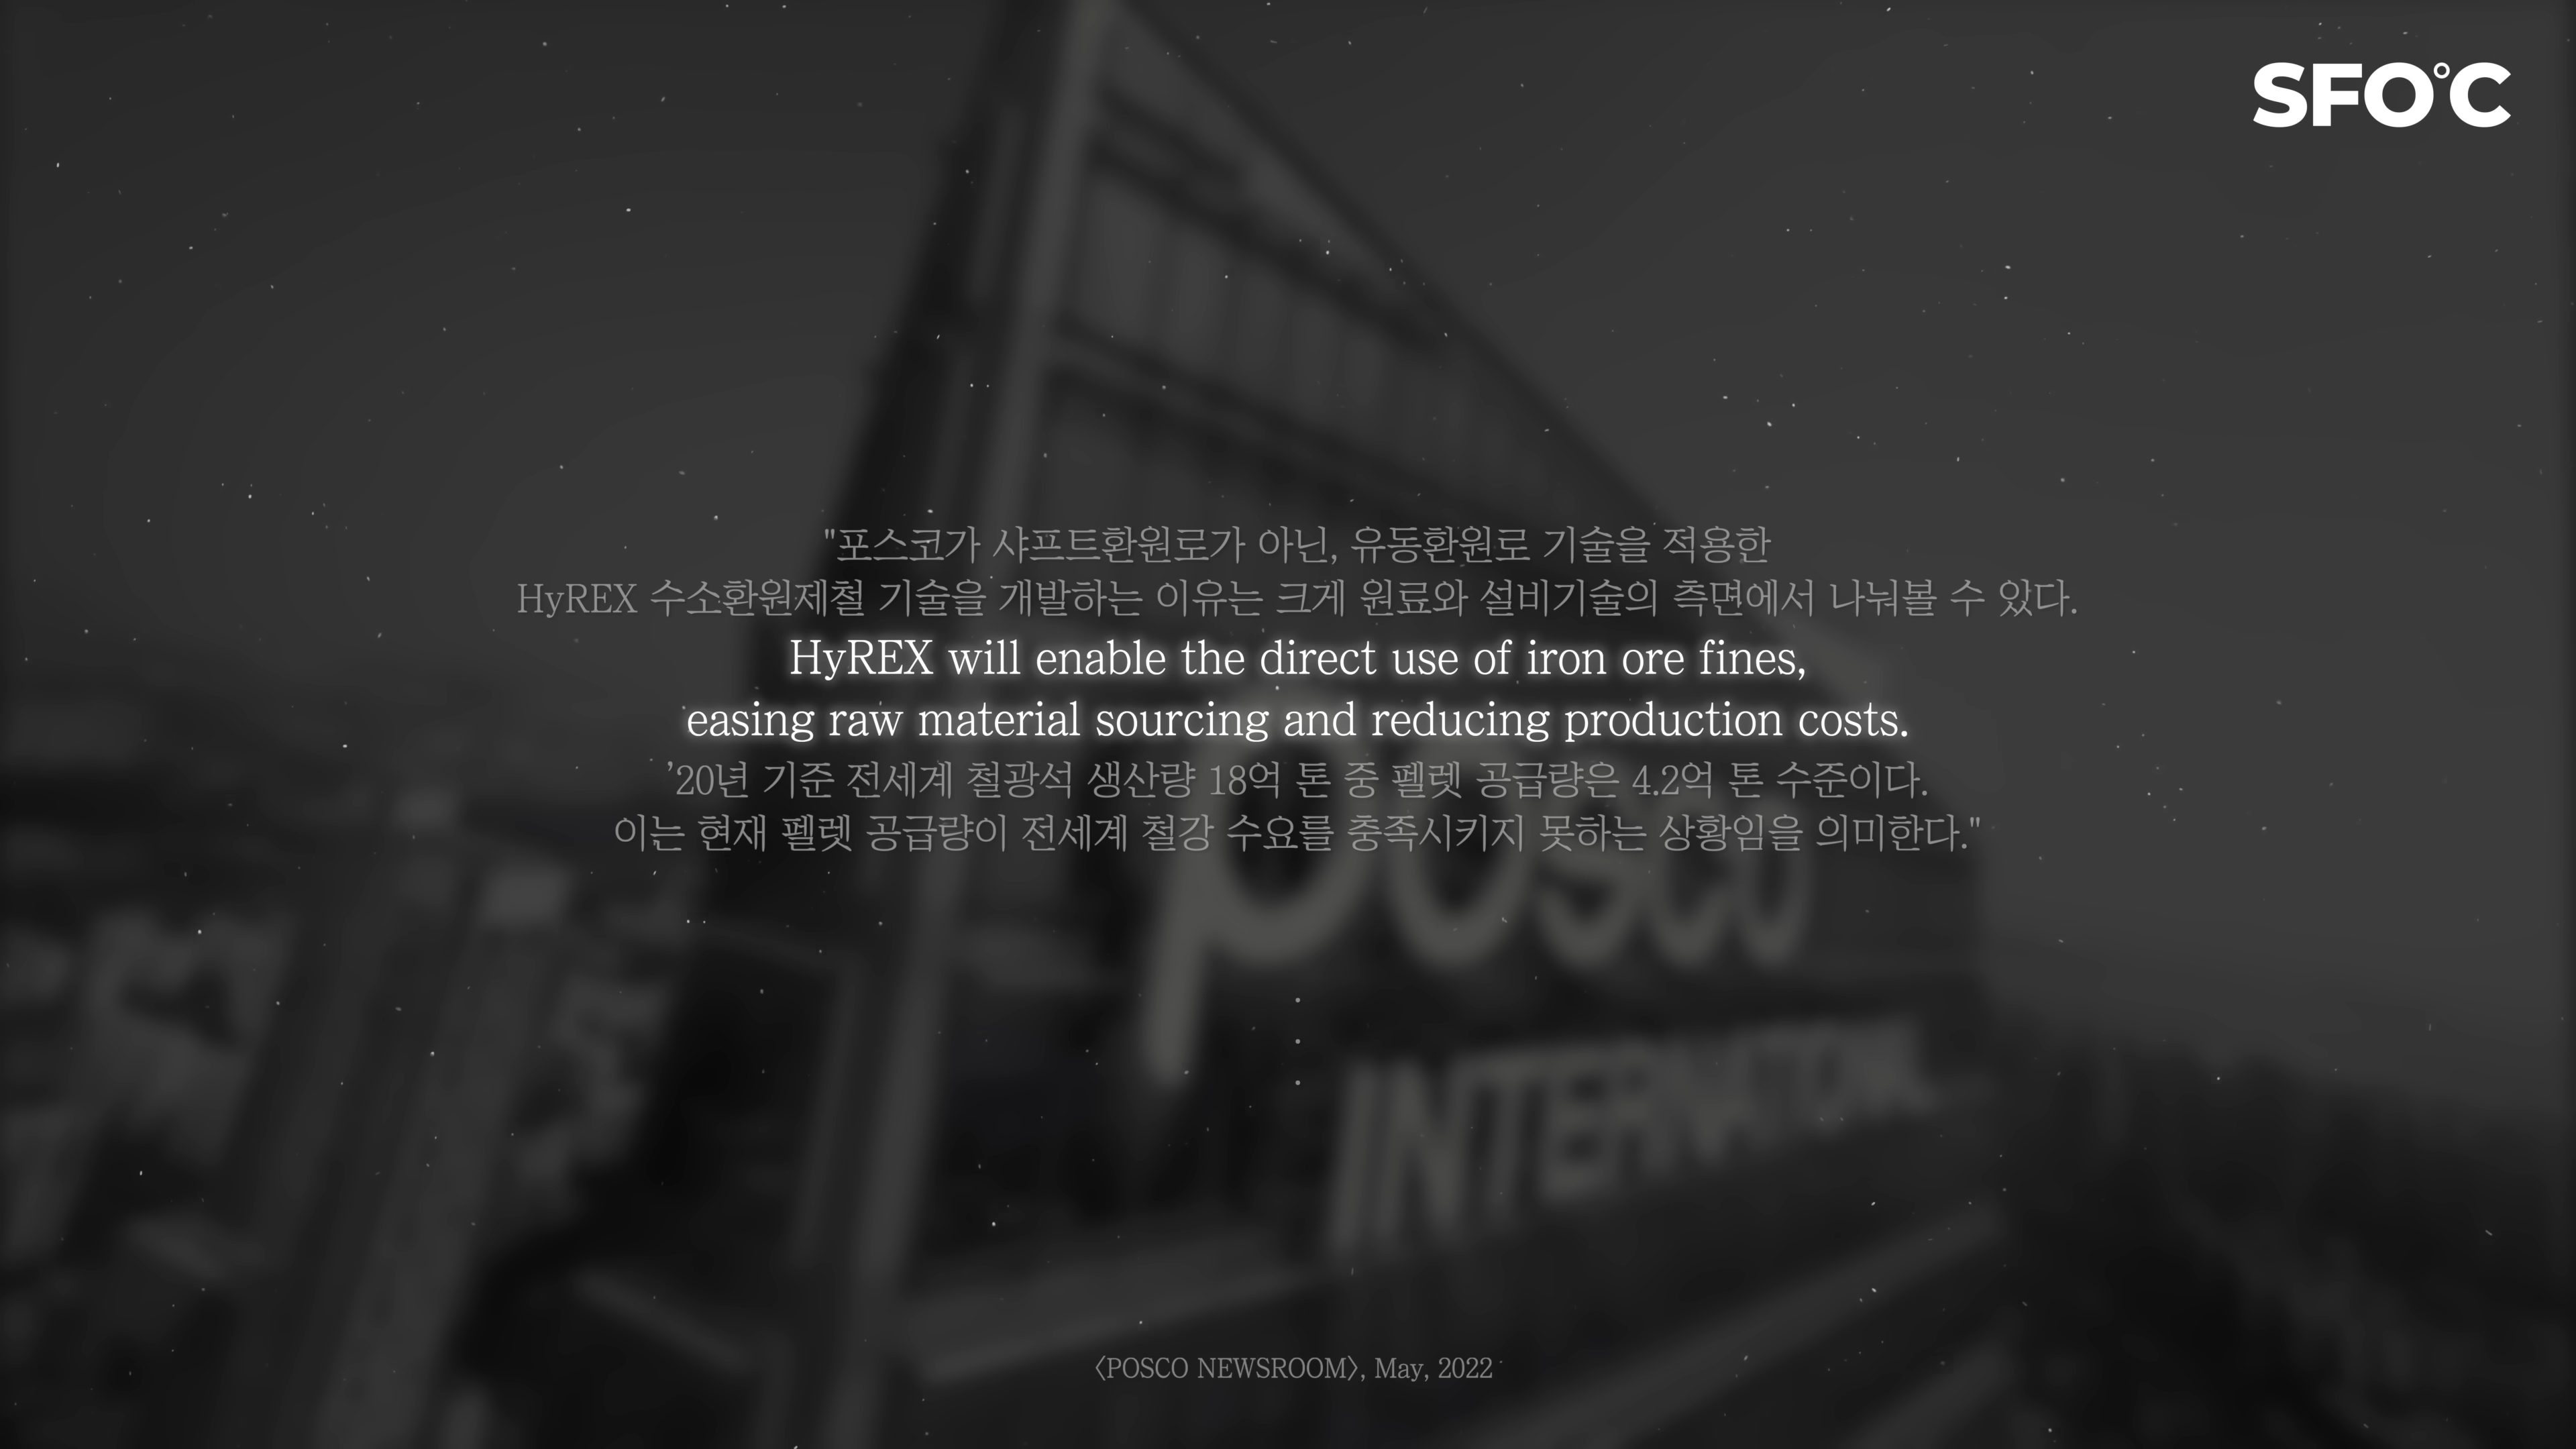 SFO°C
"포스코가 샤프트환원로가 아닌, 유동환원로 기술을 적용한
HyREX 수소환원제철 기술을 개발하는 이유는 크게 원료와 설비기술의 측면에서 나눠볼 수 있다.
HyREX will enable the direct use of iron ore fines,
easing raw material sourcing and reducing production costs.
’20년 기준 전세계 철광석 생산량 18억 톤 중 펠렛 공급량은 4.2억 톤 수준이다.
이는 현재 펠렛 공급량이 전세계 철강 수요를 충족시키지 못하는 상황임을 의미한다."
posco
INTERNATIONAL
〈POSCO NEWSROOM〉, May, 2022